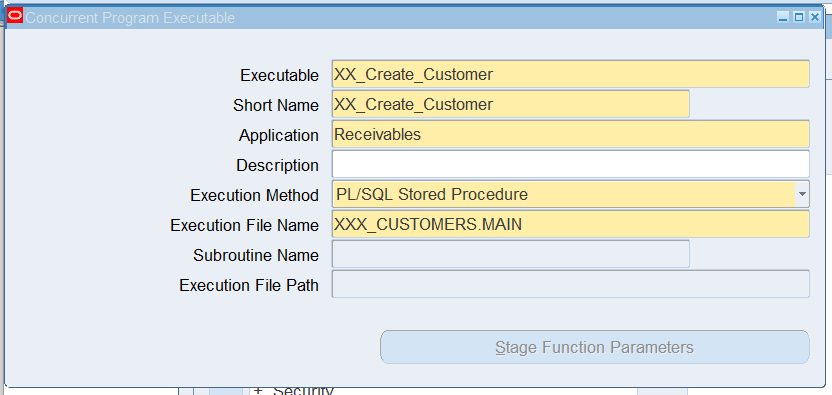 Concurrent Program Executable
Executable XX_Create_Customer
Short Name XX_Create_Customer
Application Receivables
Description
Execution Method PL/SQL Stored Procedure
Execution File Name XXX_CUSTOMERS.MAIN
Subroutine Name
Execution File Path
Stage Function Parameters
+ Security